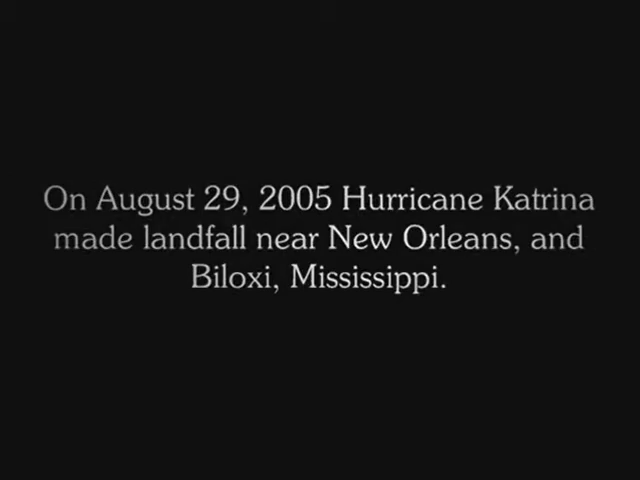 On August 29, 2005 Hurricane Katrina
made landfall near New Orleans, and
Biloxi, Mississippi.